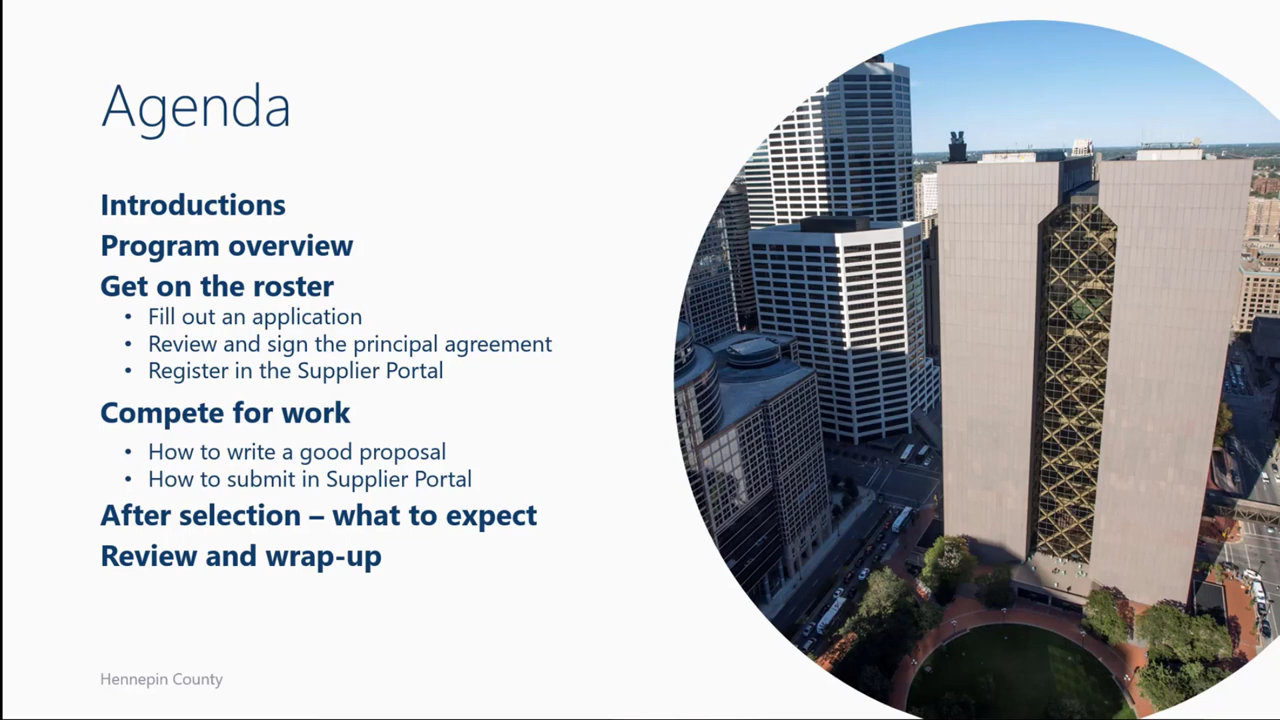 Agenda
Introductions
Program overview
Get on the roster
• Fill out an application
• Review and sign the principal agreement
• Register in the Supplier Portal
Compete for work
• How to write a good proposal
• How to submit in Supplier Portal
After selection – what to expect
Review and wrap-up
Hennepin County